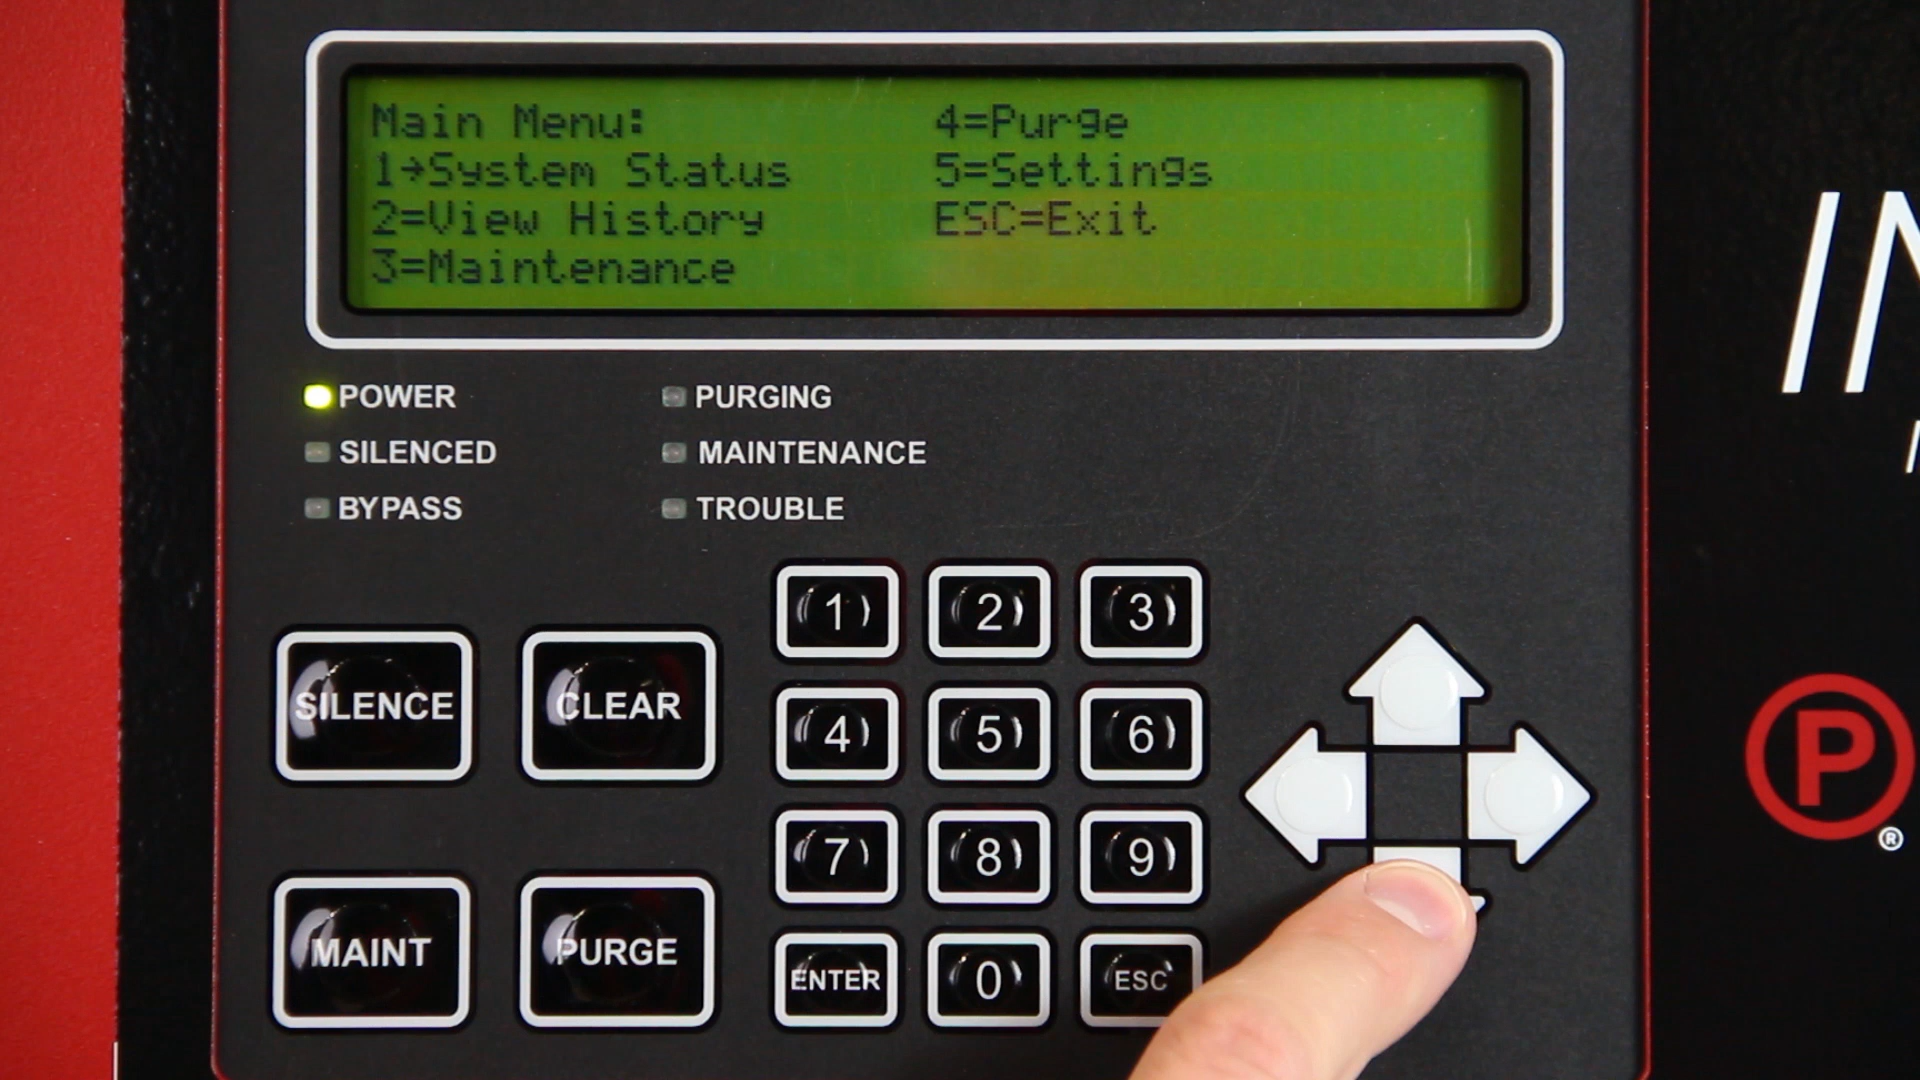 Main Menu:
1→System Status
2=View History
3=Maintenance
4=Purge
5=Settings
ESC=Exit
POWER
SILENCED
BYPASS
PURGING
MAINTENANCE
TROUBLE
SILENCE
CLEAR
MAINT
PURGE
1 2 3
4 5 6
7 8 9
ENTER 0 ESC
P
®